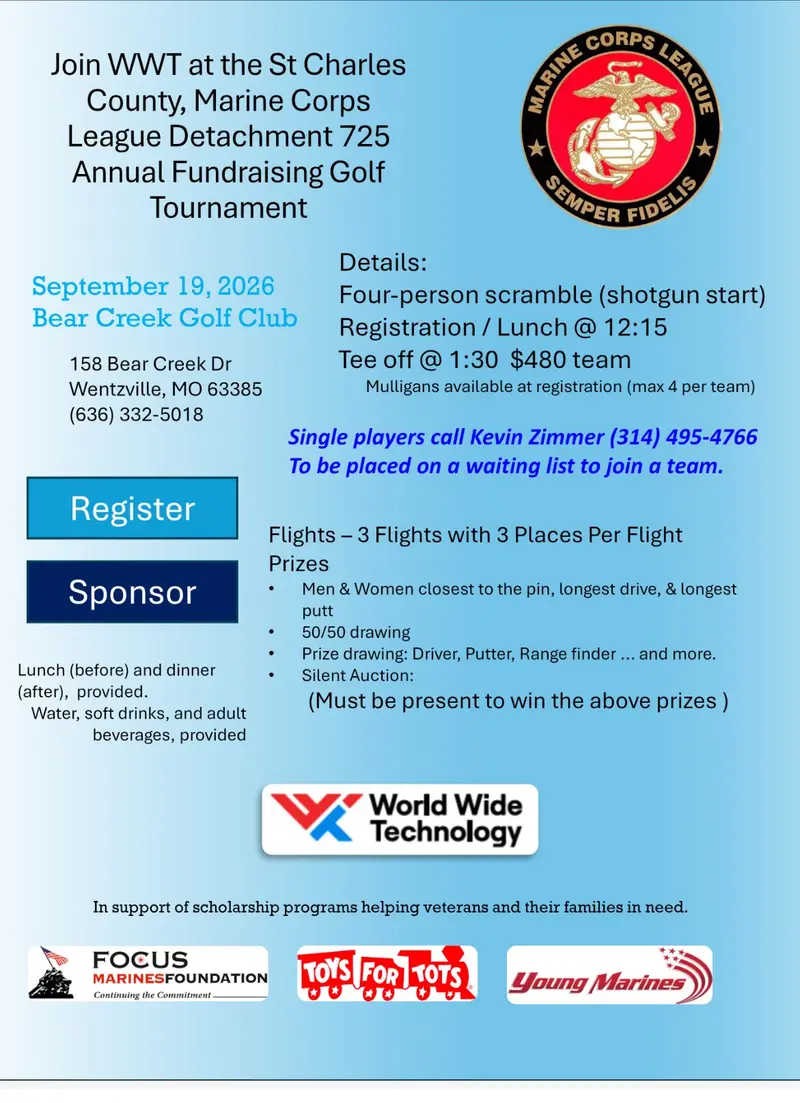 Join WWT at the St Charles
County, Marine Corps
League Detachment 725
Annual Fundraising Golf
Tournament
MARINE CORPS LEAGUE
SEMPER FIDELIS
September 19, 2026
Bear Creek Golf Club
158 Bear Creek Dr
Wentzville, MO 63385
(636) 332-5018
Details:
Four-person scramble (shotgun start)
Registration / Lunch @ 12:15
Tee off @ 1:30  $480 team
Mulligans available at registration (max 4 per team)
Single players call Kevin Zimmer (314) 495-4766
To be placed on a waiting list to join a team.
Register
Sponsor
Lunch (before) and dinner
(after),  provided.
Water, soft drinks, and adult
beverages, provided
Flights – 3 Flights with 3 Places Per Flight
Prizes
• Men & Women closest to the pin, longest drive, & longest
putt
• 50/50 drawing
• Prize drawing: Driver, Putter, Range finder ... and more.
• Silent Auction:
(Must be present to win the above prizes )
World Wide
Technology
In support of scholarship programs helping veterans and their families in need.
FOCUS
MARINESFOUNDATION
Continuing the Commitment
TOYS FOR TOTS
Young Marines